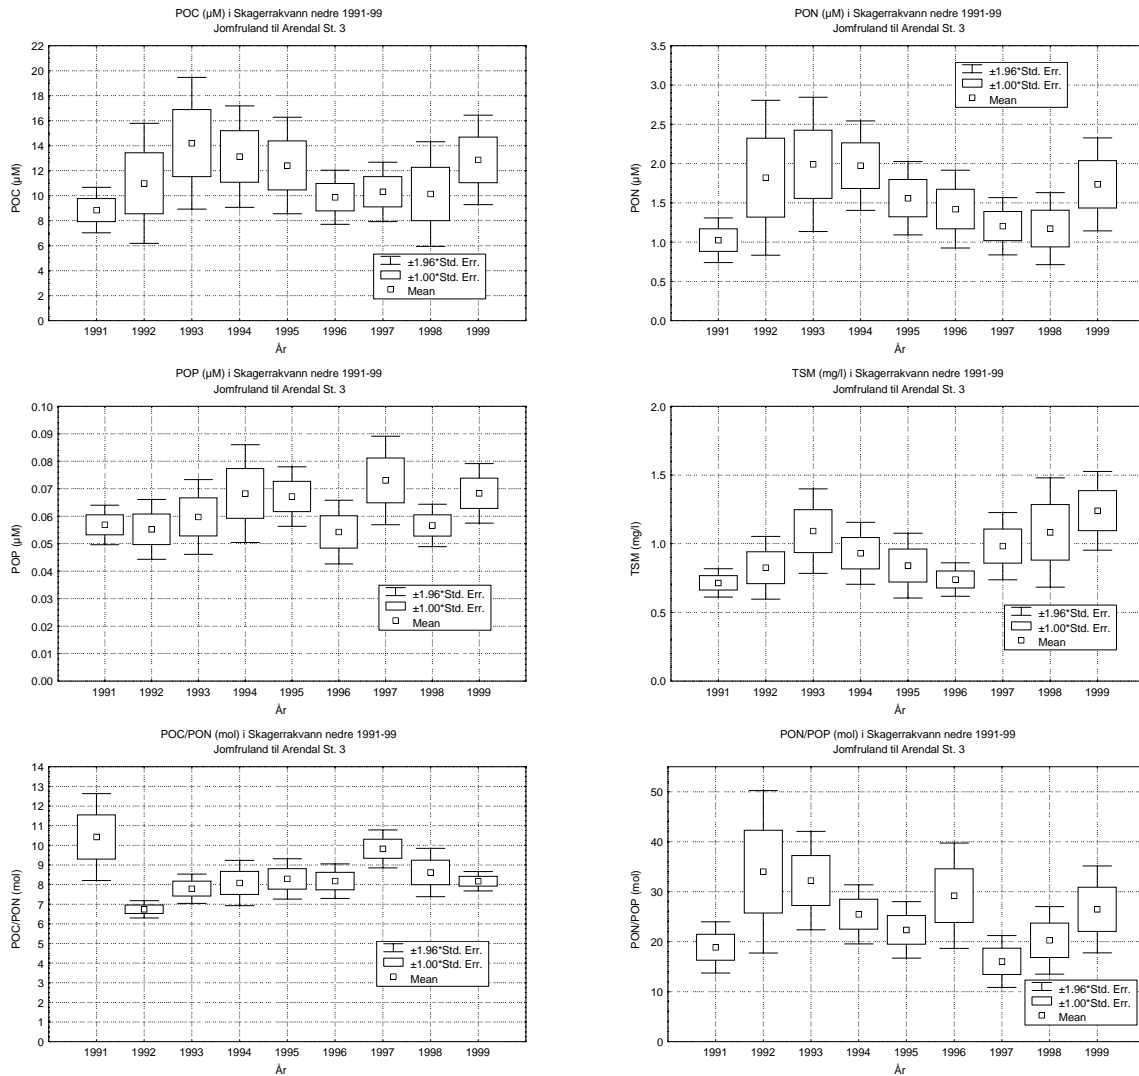 POC (µM) i Skagerrakvann nedre 1991-99
Jomfruland til Arendal St. 3
POC (µM)
22
20
18
16
14
12
10
8
6
4
2
0
±1.96*Std. Err.
±1.00*Std. Err.
Mean
1991 1992 1993 1994 1995 1996 1997 1998 1999
År
PON (µM) i Skagerrakvann nedre 1991-99
Jomfruland til Arendal St. 3
PON (µM)
3.5
3.0
2.5
2.0
1.5
1.0
0.5
0.0
±1.96*Std. Err.
±1.00*Std. Err.
Mean
1991 1992 1993 1994 1995 1996 1997 1998 1999
År
POP (µM) i Skagerrakvann nedre 1991-99
Jomfruland til Arendal St. 3
POP (µM)
0.10
0.09
0.08
0.07
0.06
0.05
0.04
0.03
0.02
0.01
0.00
±1.96*Std. Err.
±1.00*Std. Err.
Mean
1991 1992 1993 1994 1995 1996 1997 1998 1999
År
TSM (mg/l) i Skagerrakvann nedre 1991-99
Jomfruland til Arendal St. 3
TSM (mg/l)
2.0
1.5
1.0
0.5
0.0
±1.96*Std. Err.
±1.00*Std. Err.
Mean
1991 1992 1993 1994 1995 1996 1997 1998 1999
År
POC/PON (mol) i Skagerrakvann nedre 1991-99
Jomfruland til Arendal St. 3
POC/PON (mol)
14
13
12
11
10
9
8
7
6
5
4
3
2
1
0
±1.96*Std. Err.
±1.00*Std. Err.
Mean
1991 1992 1993 1994 1995 1996 1997 1998 1999
År
PON/POP (mol) i Skagerrakvann nedre 1991-99
Jomfruland til Arendal St. 3
PON/POP (mol)
50
40
30
20
10
0
±1.96*Std. Err.
±1.00*Std. Err.
Mean
1991 1992 1993 1994 1995 1996 1997 1998 1999
År